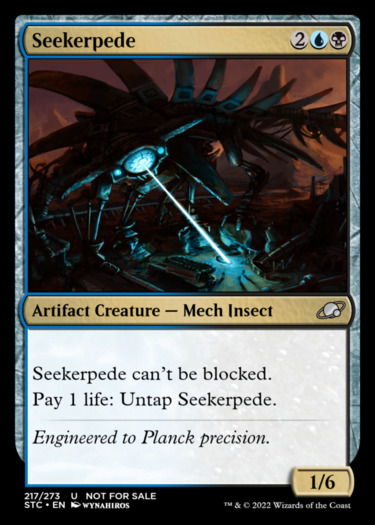 Seekerpede 2
Artifact Creature — Mech Insect
Seekerpede can't be blocked.
Pay 1 life: Untap Seekerpede.
Engineered to Planck precision.
1/6
217/273 U NOT FOR SALE
STC • EN WYNAHIROS
™ & © 2022 Wizards of the Coast